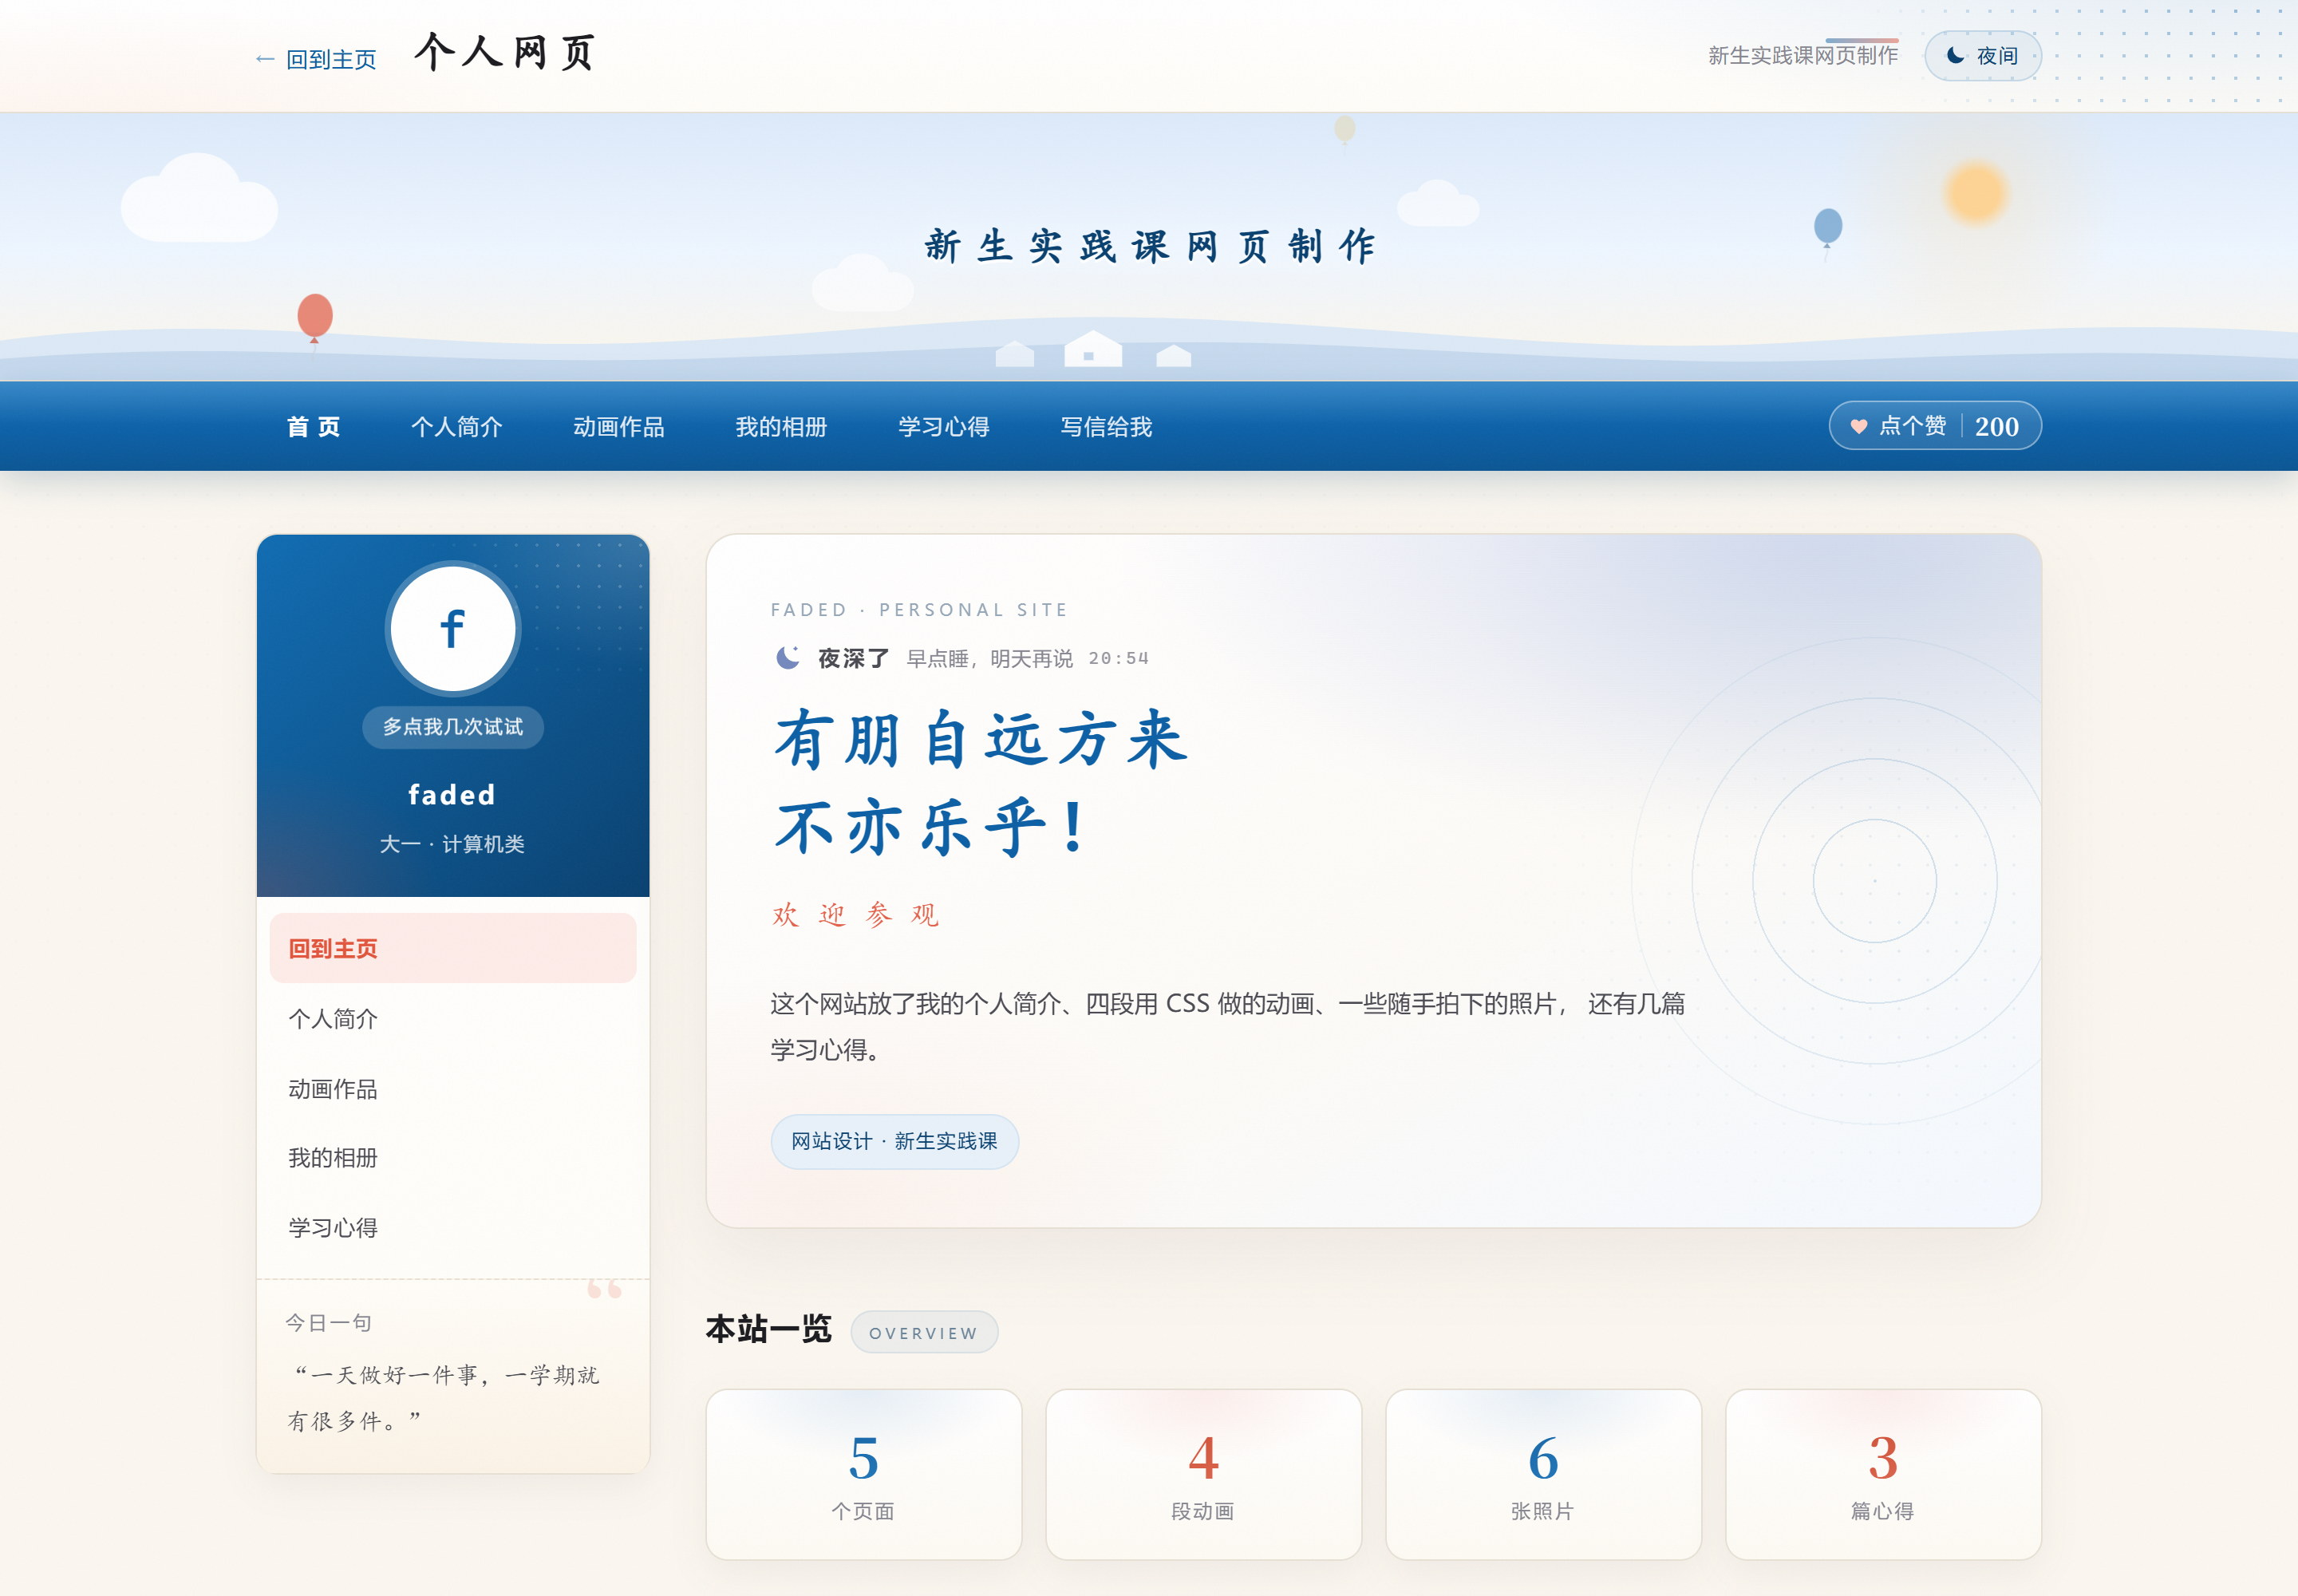 ← 回到主页
个人网页
新生实践课网页制作
夜间
新生实践课网页制作
首 页
个人简介
动画作品
我的相册
学习心得
写信给我
点个赞 200
f
多点我几次试试
faded
大一 · 计算机类
回到主页
个人简介
动画作品
我的相册
学习心得
今日一句
“一天做好一件事，一学期就
有很多件。”
FADED · PERSONAL SITE
夜深了 早点睡，明天再说 20:54
有朋自远方来
不亦乐乎！
欢迎参观
这个网站放了我的个人简介、四段用 CSS 做的动画、一些随手拍下的照片， 还有几篇
学习心得。
网站设计 · 新生实践课
本站一览 OVERVIEW
5
个页面
4
段动画
6
张照片
3
篇心得